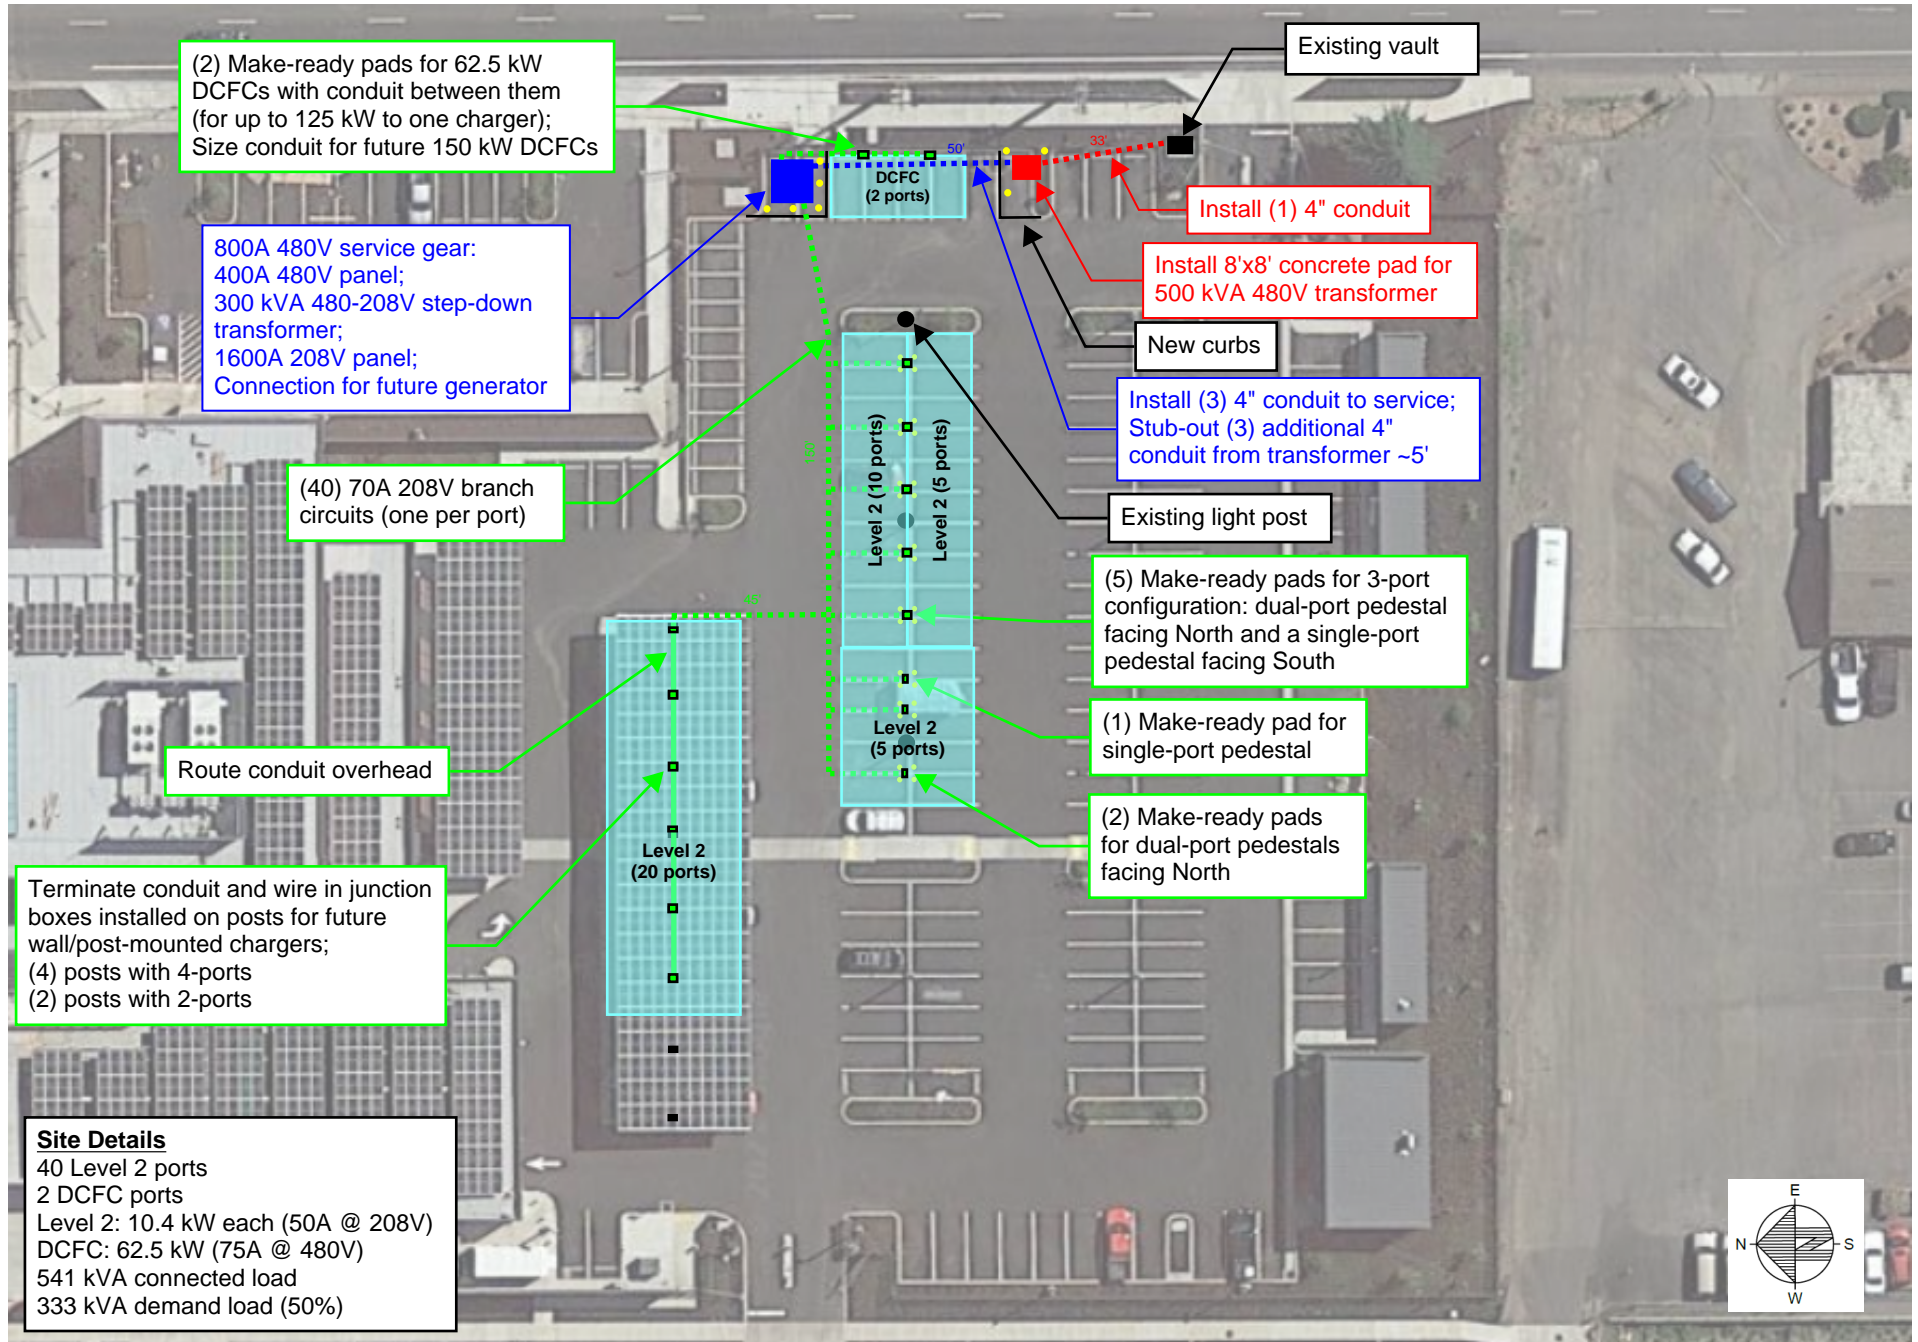 (2) Make-ready pads for 62.5 kW
DCFCs with conduit between them
(for up to 125 kW to one charger);
Size conduit for future 150 kW DCFCs
Existing vault
50'
33'
DCFC
(2 ports)
Install (1) 4" conduit
800A 480V service gear:
400A 480V panel;
300 kVA 480-208V step-down
transformer;
1600A 208V panel;
Connection for future generator
Install 8'x8' concrete pad for
500 kVA 480V transformer
New curbs
Install (3) 4" conduit to service;
Stub-out (3) additional 4"
conduit from transformer ~5'
Level 2 (10 ports)
Level 2 (5 ports)
(40) 70A 208V branch
circuits (one per port)
Existing light post
(5) Make-ready pads for 3-port
configuration: dual-port pedestal
facing North and a single-port
pedestal facing South
(1) Make-ready pad for
single-port pedestal
Level 2
(5 ports)
Route conduit overhead
(2) Make-ready pads
for dual-port pedestals
facing North
Level 2
(20 ports)
Terminate conduit and wire in junction
boxes installed on posts for future
wall/post-mounted chargers;
(4) posts with 4-ports
(2) posts with 2-ports
Site Details
40 Level 2 ports
2 DCFC ports
Level 2: 10.4 kW each (50A @ 208V)
DCFC: 62.5 kW (75A @ 480V)
541 kVA connected load
333 kVA demand load (50%)
E
N
S
W